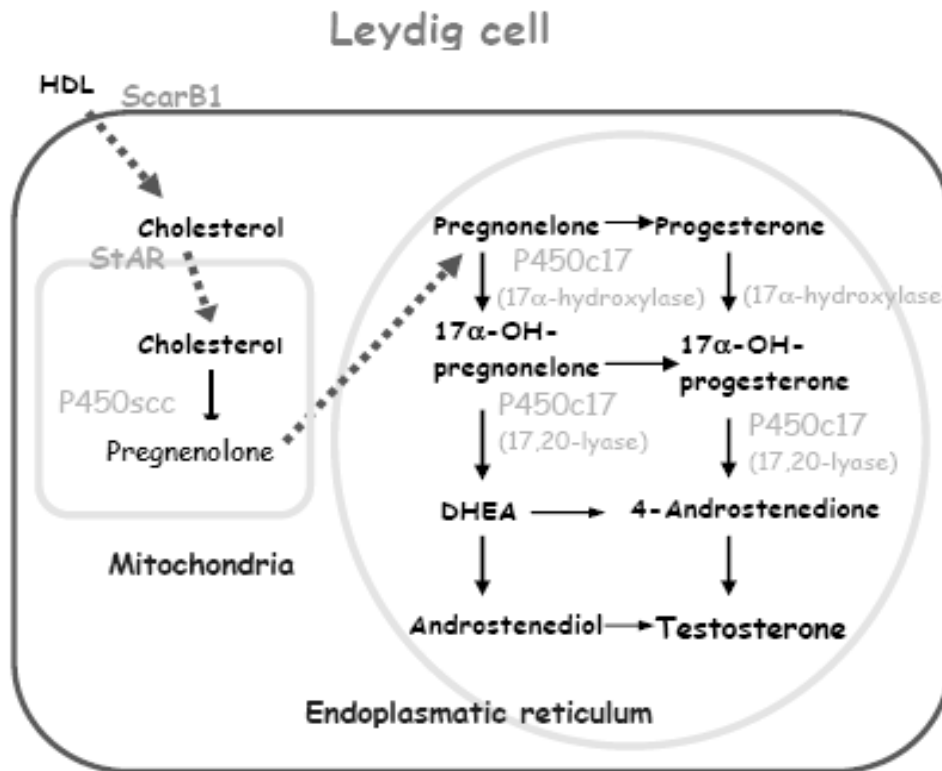 Leydig cell
HDL
ScarB1
Cholesterol
StAR
Cholesterol
P450scc
Pregnenolone
Mitochondria
Pregnonelone
Progesterone
P450c17
(17α-hydroxylase)
(17α-hydroxylase
17α-OH-
pregnonelone
17α-OH-
progesterone
P450c17
(17,20-lyase)
P450c17
(17,20-lyase)
DHEA
4-Androstenedione
Androstenediol
Testosterone
Endoplasmatic reticulum